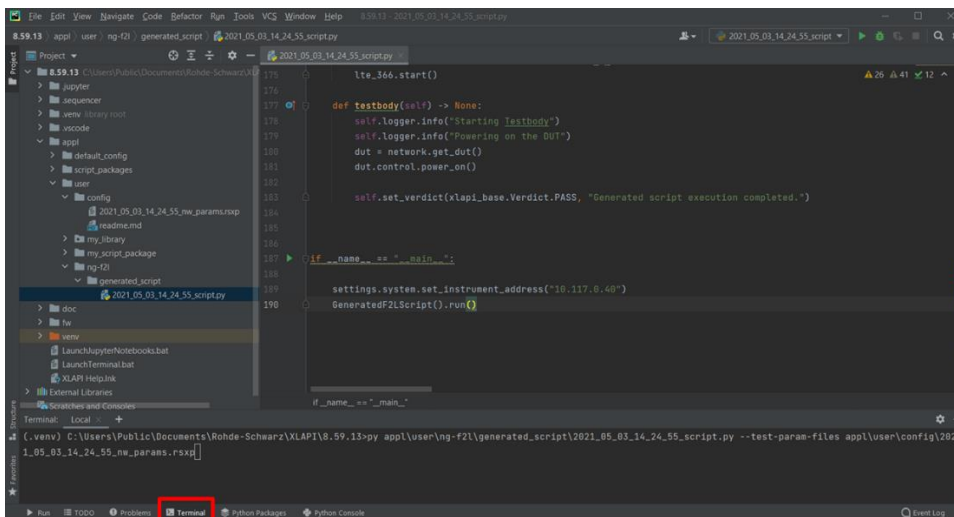 File Edit View Navigate Code Refactor Run Tools VCS Window Help 8.59.13 - 2021_05_03_14_24_55_script.py
8.59.13 appl user ng-f2l generated_script 2021_05_03_14_24_55_script.py
2021_05_03_14_24_55_script
Project
2021_05_03_14_24_55_script.py
8.59.13 C:\Users\Public\Documents\Rohde-Schwarz\
.jupyter
.sequencer
.venv library root
.vscode
appl
default_config
script_packages
user
config
2021_05_03_14_24_55_nw_params.rsxp
readme.md
my_library
my_script_package
ng-f2l
generated_script
2021_05_03_14_24_55_script.py
doc
fw
venv
LaunchJupyterNotebooks.bat
LaunchTerminal.bat
XLAPI Help.lnk
External Libraries
Scratches and Consoles
26 41 12
175 lte_366.start()
176
177 def testbody(self) -> None:
178 self.logger.info("Starting Testbody")
179 self.logger.info("Powering on the DUT")
180 dut = network.get_dut()
181 dut.control.power_on()
182
183 self.set_verdict(xlapi_base.Verdict.PASS, "Generated script execution completed.")
184
185
186
187 if __name__ == "__main__":
188
189 settings.system.set_instrument_address("10.117.0.40")
190 GeneratedF2LScript().run()
if __name__ == "__main__"
Project
Structure
Favorites
Terminal: Local +
(.venv) C:\Users\Public\Documents\Rohde-Schwarz\XLAPI\8.59.13>py appl\user\ng-f2l\generated_script\2021_05_03_14_24_55_script.py --test-param-files appl\user\config\202
1_05_03_14_24_55_nw_params.rsxp
Run TODO Problems Terminal Python Packages Python Console Event Log